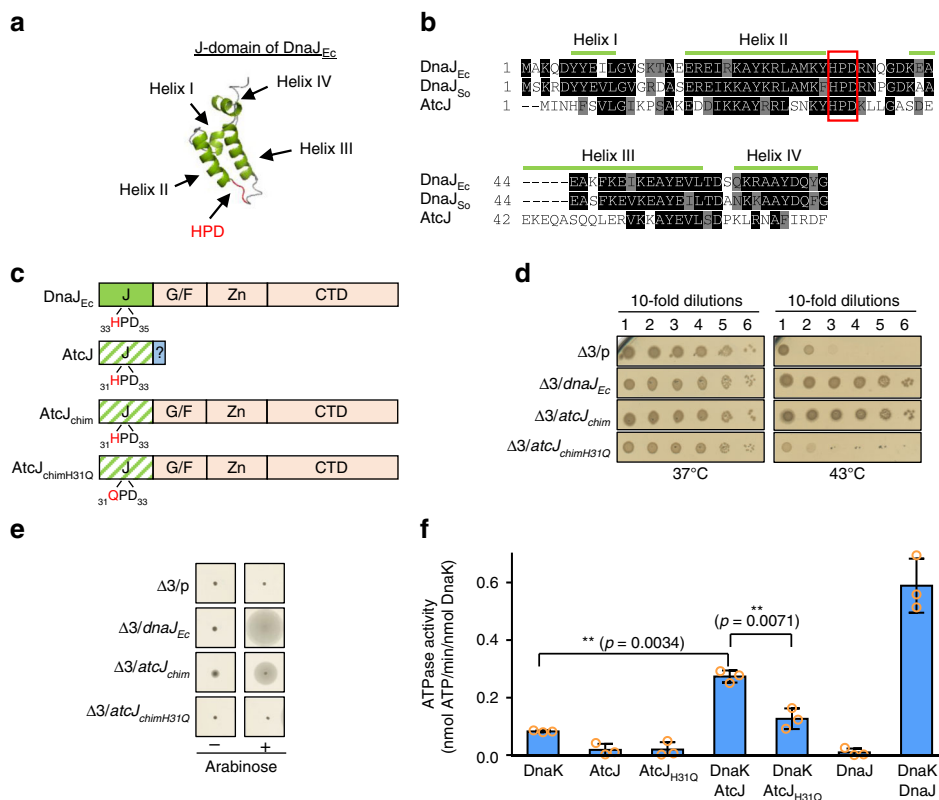 a
J-domain of DnaJEc
Helix I
Helix IV
Helix III
Helix II
HPD
b
Helix I Helix II
DnaJEc 1 MAKQDYYEILGVSKTAEEREIRKAYKRLAMKYHPDRNQGDKEA
DnaJSo 1 MSKRDYYEVLGVGRDASEREIKKAYKRLAMKFHPDRNPGDKAA
AtcJ 1 --MINHFSVLGIKPSAKEDDIKKAYRRLSNKYHPDKLLGASDE
Helix III Helix IV
DnaJEc 44 -----EAKFKEIKEAYEVLTDSQKRAAYDQYG
DnaJSo 44 -----EASFKEVKEAYEILTDANKKAAYDQFG
AtcJ 42 EKEQASQQLERVKKAYEVLSDPKLRNAFIRDF
c
DnaJEc J G/F Zn CTD
33HPD35
AtcJ J ?
31HPD33
AtcJchim J G/F Zn CTD
31HPD33
AtcJchimH31Q J G/F Zn CTD
31QPD33
d
10-fold dilutions 10-fold dilutions
1 2 3 4 5 6 1 2 3 4 5 6
Δ3/p
Δ3/dnaJEc
Δ3/atcJchim
Δ3/atcJchimH31Q
37°C 43°C
e
Δ3/p
Δ3/dnaJEc
Δ3/atcJchim
Δ3/atcJchimH31Q
– +
Arabinose
f
ATPase activity
(nmol ATP/min/nmol DnaK)
0.6
0.4
0.2
0.0
** (p = 0.0034)
**
(p = 0.0071)
DnaK AtcJ AtcJH31Q DnaK DnaK DnaJ DnaK
AtcJ AtcJH31Q DnaJ